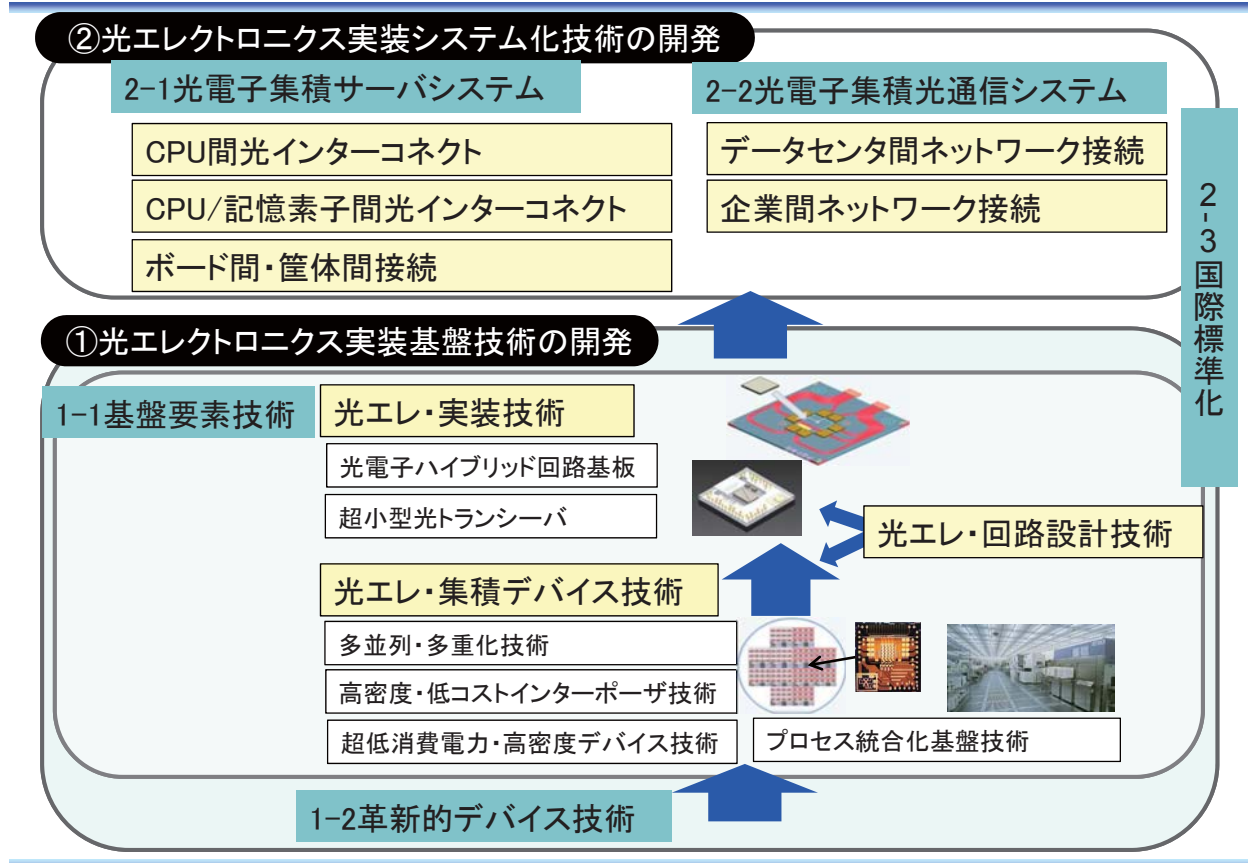 ②光エレクトロニクス実装システム化技術の開発
2-1光電子集積サーバシステム
CPU間光インターコネクト
CPU/記憶素子間光インターコネクト
ボード間・筐体間接続
2-2光電子集積光通信システム
データセンタ間ネットワーク接続
企業間ネットワーク接続
2-3国際標準化
①光エレクトロニクス実装基盤技術の開発
1-1基盤要素技術
光エレ・実装技術
光電子ハイブリッド回路基板
超小型光トランシーバ
光エレ・回路設計技術
光エレ・集積デバイス技術
多並列・多重化技術
高密度・低コストインターポーザ技術
超低消費電力・高密度デバイス技術
プロセス統合化基盤技術
1-2革新的デバイス技術